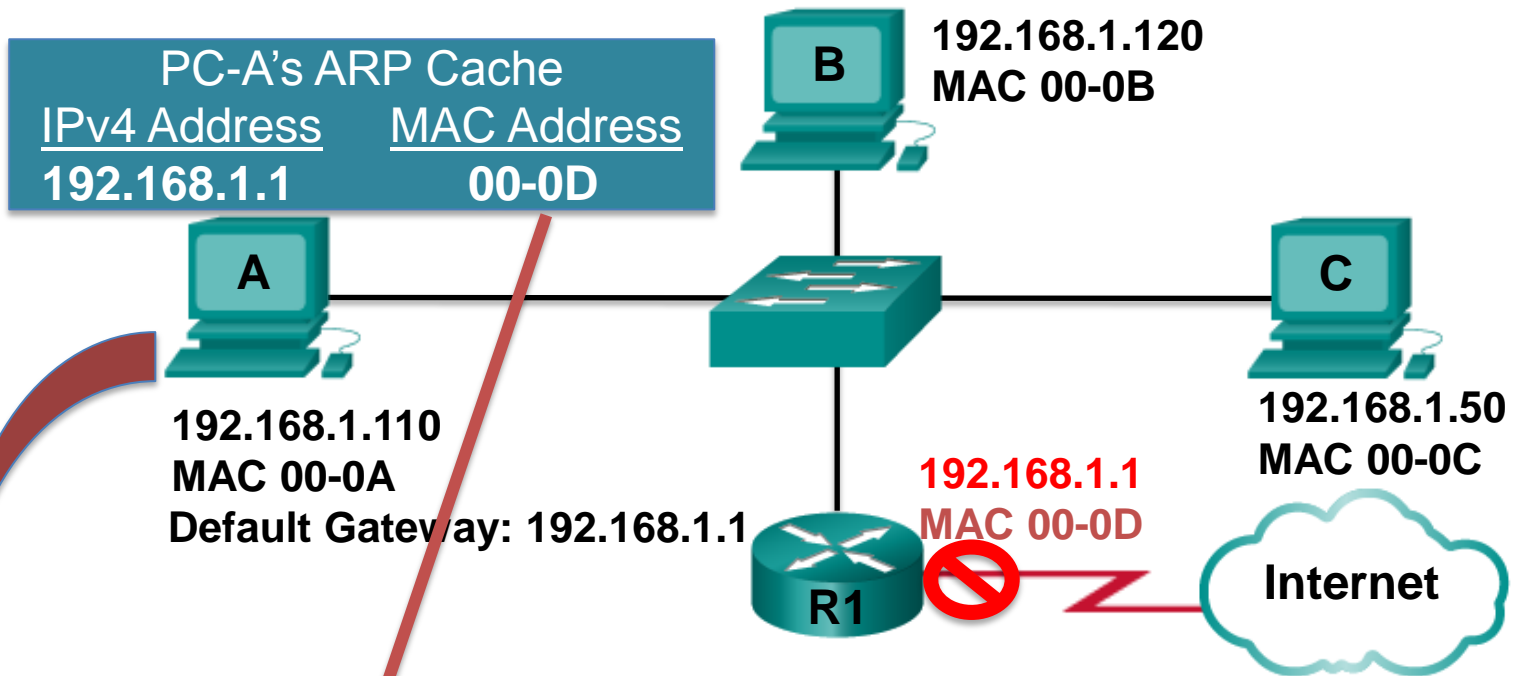 PC-A’s ARP Cache
IPv4 Address MAC Address
192.168.1.1 00-0D
B
192.168.1.120
MAC 00-0B
A
192.168.1.110
MAC 00-0A
Default Gateway: 192.168.1.1
C
192.168.1.50
MAC 00-0C
192.168.1.1
MAC 00-0D
R1
Internet